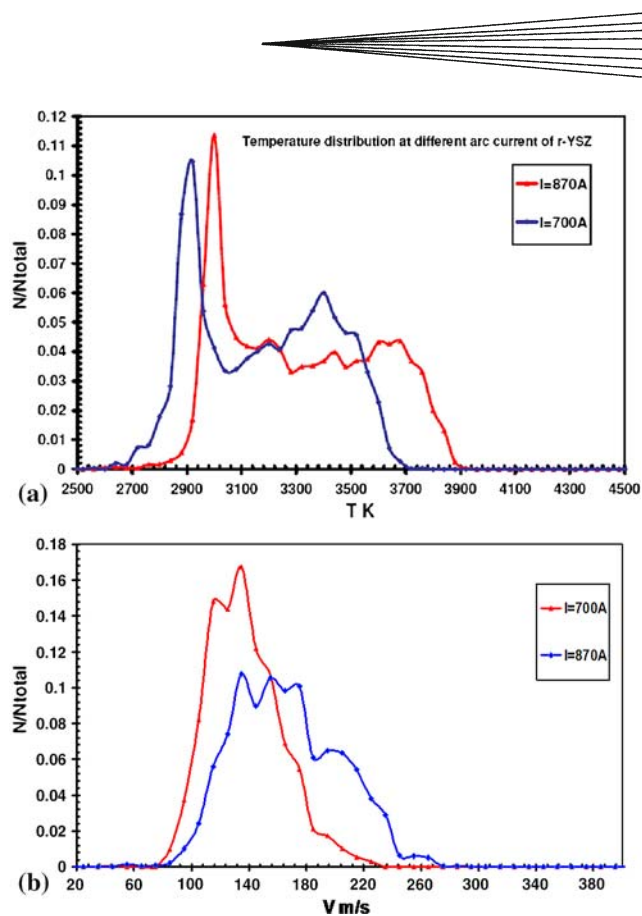 0.12
Temperature distribution at different arc current of r-YSZ
0.11
0.1
I=870A
0.09
I=700A
0.08
0.07
0.06
0.05
0.04
0.03
0.02
0.01
0
N/Ntotal
2500 2700 2900 3100 3300 3500 3700 3900 4100 4300 4500
(a)
T K
0.18
0.16
I=700A
0.14
I=870A
0.12
0.1
0.08
0.06
0.04
0.02
0
N/Ntotal
20 60 100 140 180 220 260 300 340 380
(b)
V m/s